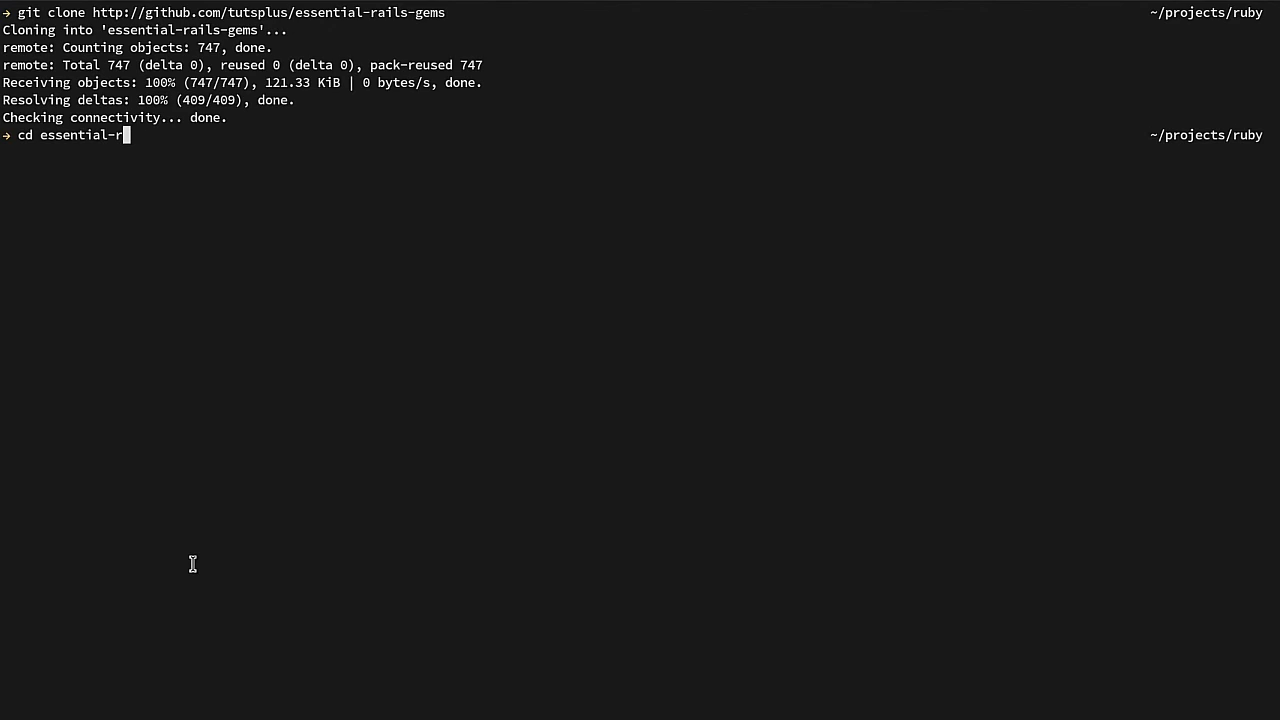 → git clone http://github.com/tutsplus/essential-rails-gems ~/projects/ruby
Cloning into 'essential-rails-gems'...
remote: Counting objects: 747, done.
remote: Total 747 (delta 0), reused 0 (delta 0), pack-reused 747
Receiving objects: 100% (747/747), 121.33 KiB | 0 bytes/s, done.
Resolving deltas: 100% (409/409), done.
Checking connectivity... done.
→ cd essential-r ~/projects/ruby